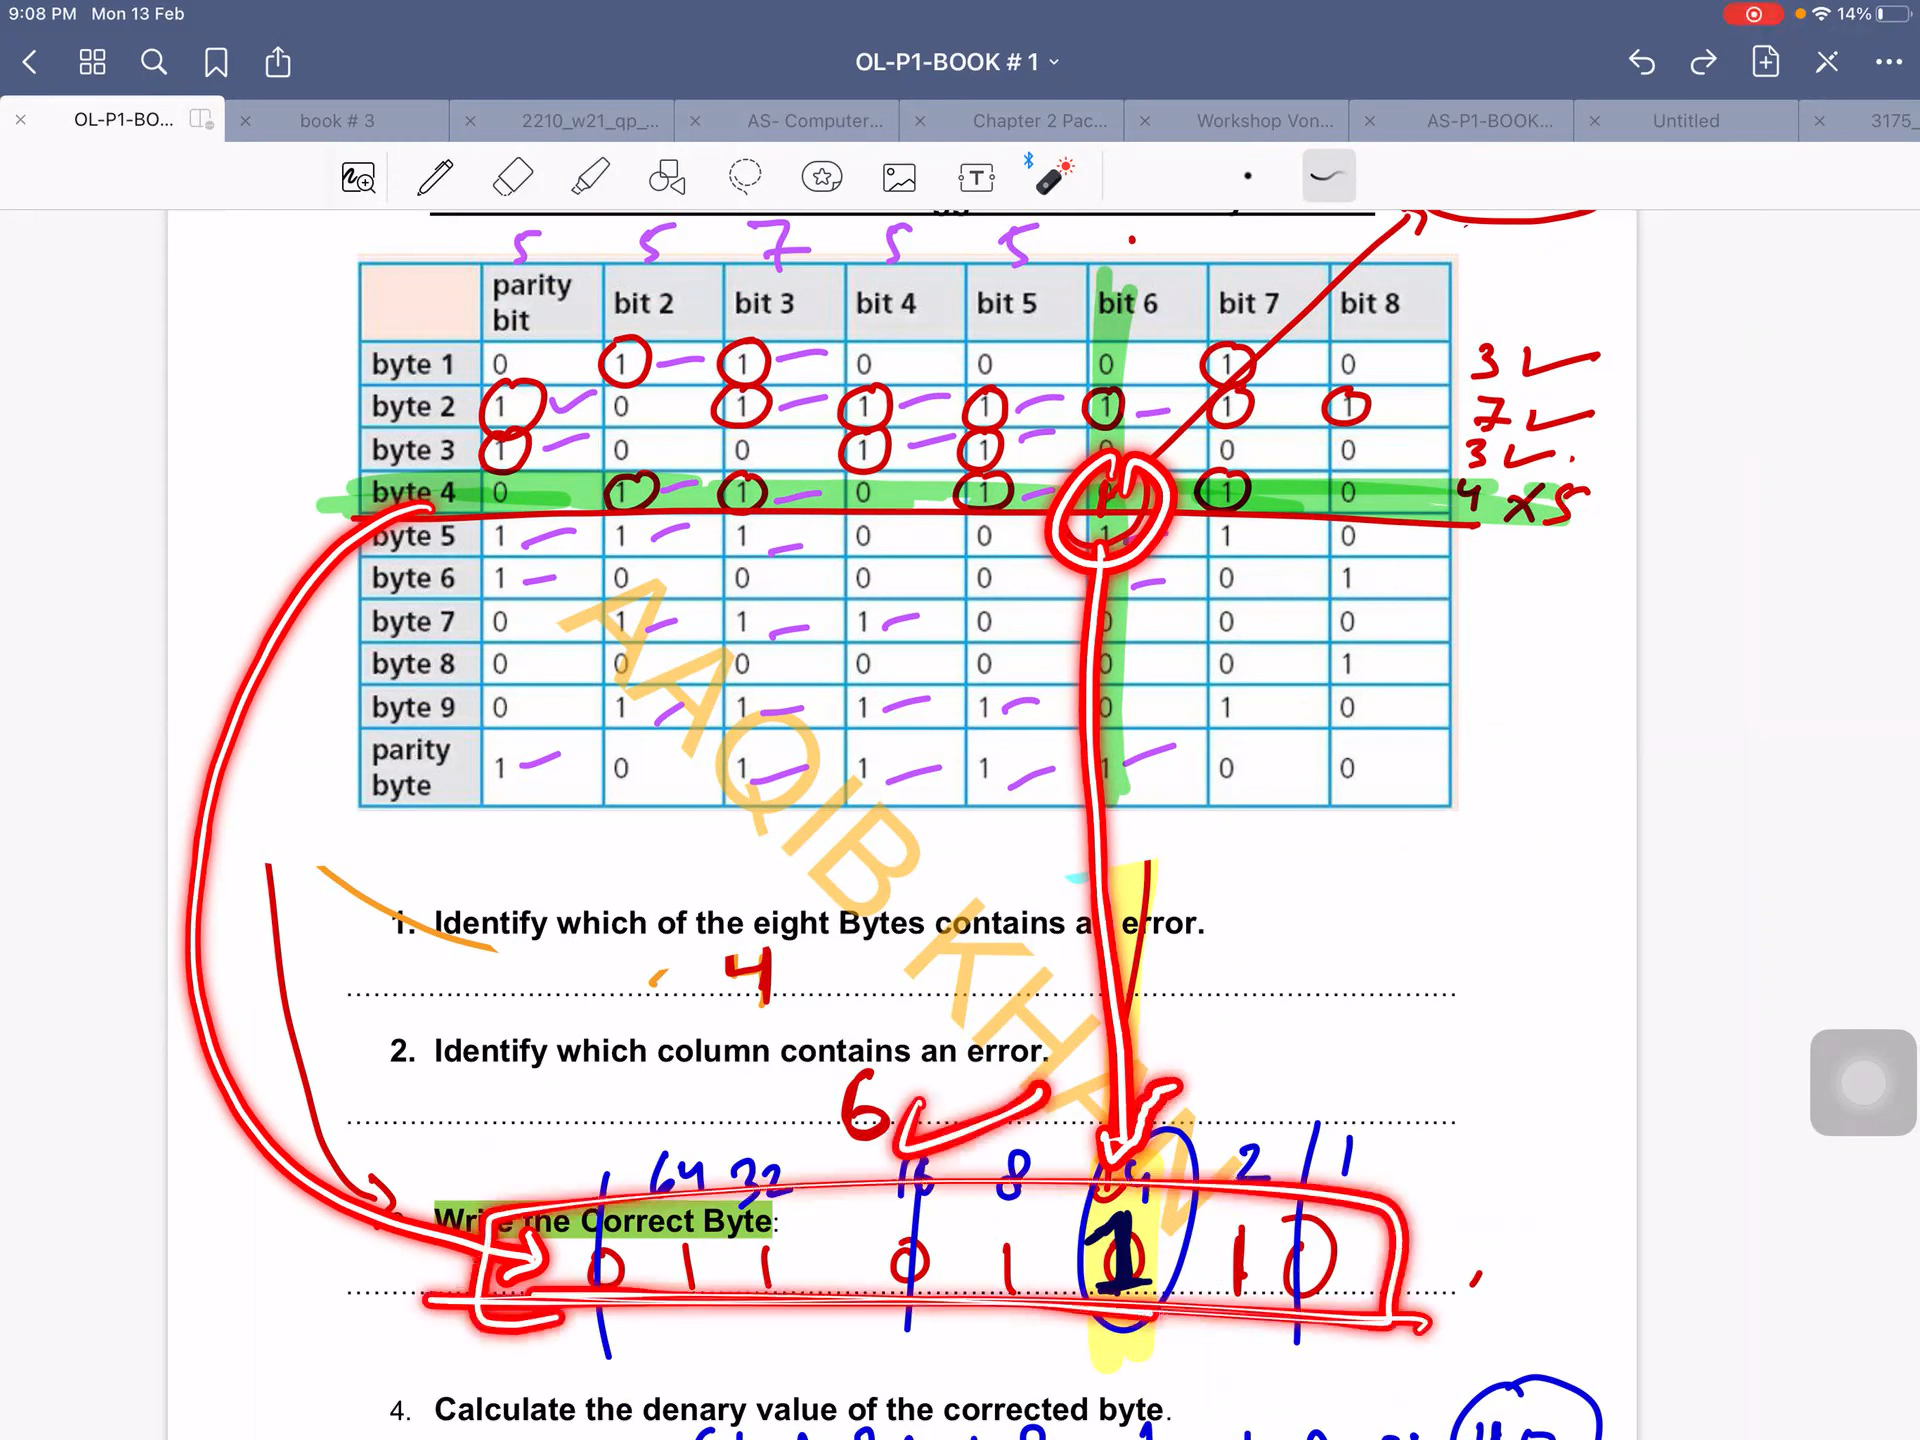 9:08 PM Mon 13 Feb 14%
OL-P1-BOOK # 1
OL-P1-BO... book # 3 2210_w21_qp_... AS- Computer... Chapter 2 Pac... Workshop Von... AS-P1-BOOK... Untitled 3175_
5 5 7 5 5
parity bit bit 2 bit 3 bit 4 bit 5 bit 6 bit 7 bit 8
byte 1 0 1 1 0 0 0 1 0 3
byte 2 1 0 1 1 1 1 1 1 7
byte 3 1 0 0 1 1 0 0 0 3
byte 4 0 1 1 0 1 1 0 4 X 5
byte 5 1 1 1 0 0 1 1 0
byte 6 1 0 0 0 0 0 1
byte 7 0 1 1 1 0 0 0 0
byte 8 0 0 0 0 0 0 0 1
byte 9 0 1 1 1 1 0 1 0
parity byte 1 0 1 1 1 1 0 0
AAQIB KHAN
1. Identify which of the eight Bytes contains an error.
4
2. Identify which column contains an error.
6
64 32 16 8 4 2 1
Write the Correct Byte:
0 1 1 0 1 1 1 0
4. Calculate the denary value of the corrected byte.